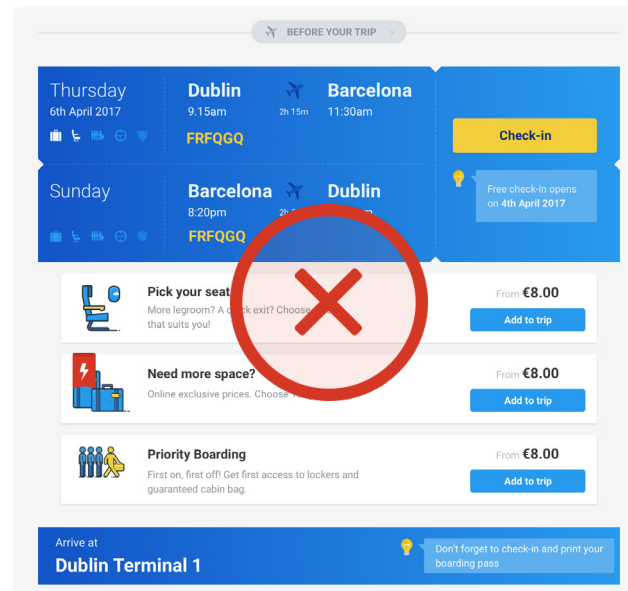 BEFORE YOUR TRIP
Thursday
6th April 2017
Dublin
9.15am
2h 15m
Barcelona
11:30am
FRFQGQ
Check-in
Sunday
Barcelona
8:20pm
Dublin
FRFQGQ
Free check-in opens
on 4th April 2017
Pick your seat
More legroom? A quick exit? Choose
that suits you!
From €8.00
Add to trip
Need more space?
Online exclusive prices. Choose
From €8.00
Add to trip
Priority Boarding
First on, first off! Get first access to lockers and
guaranteed cabin bag.
From €8.00
Add to trip
Arrive at
Dublin Terminal 1
Don't forget to check-in and print your
boarding pass